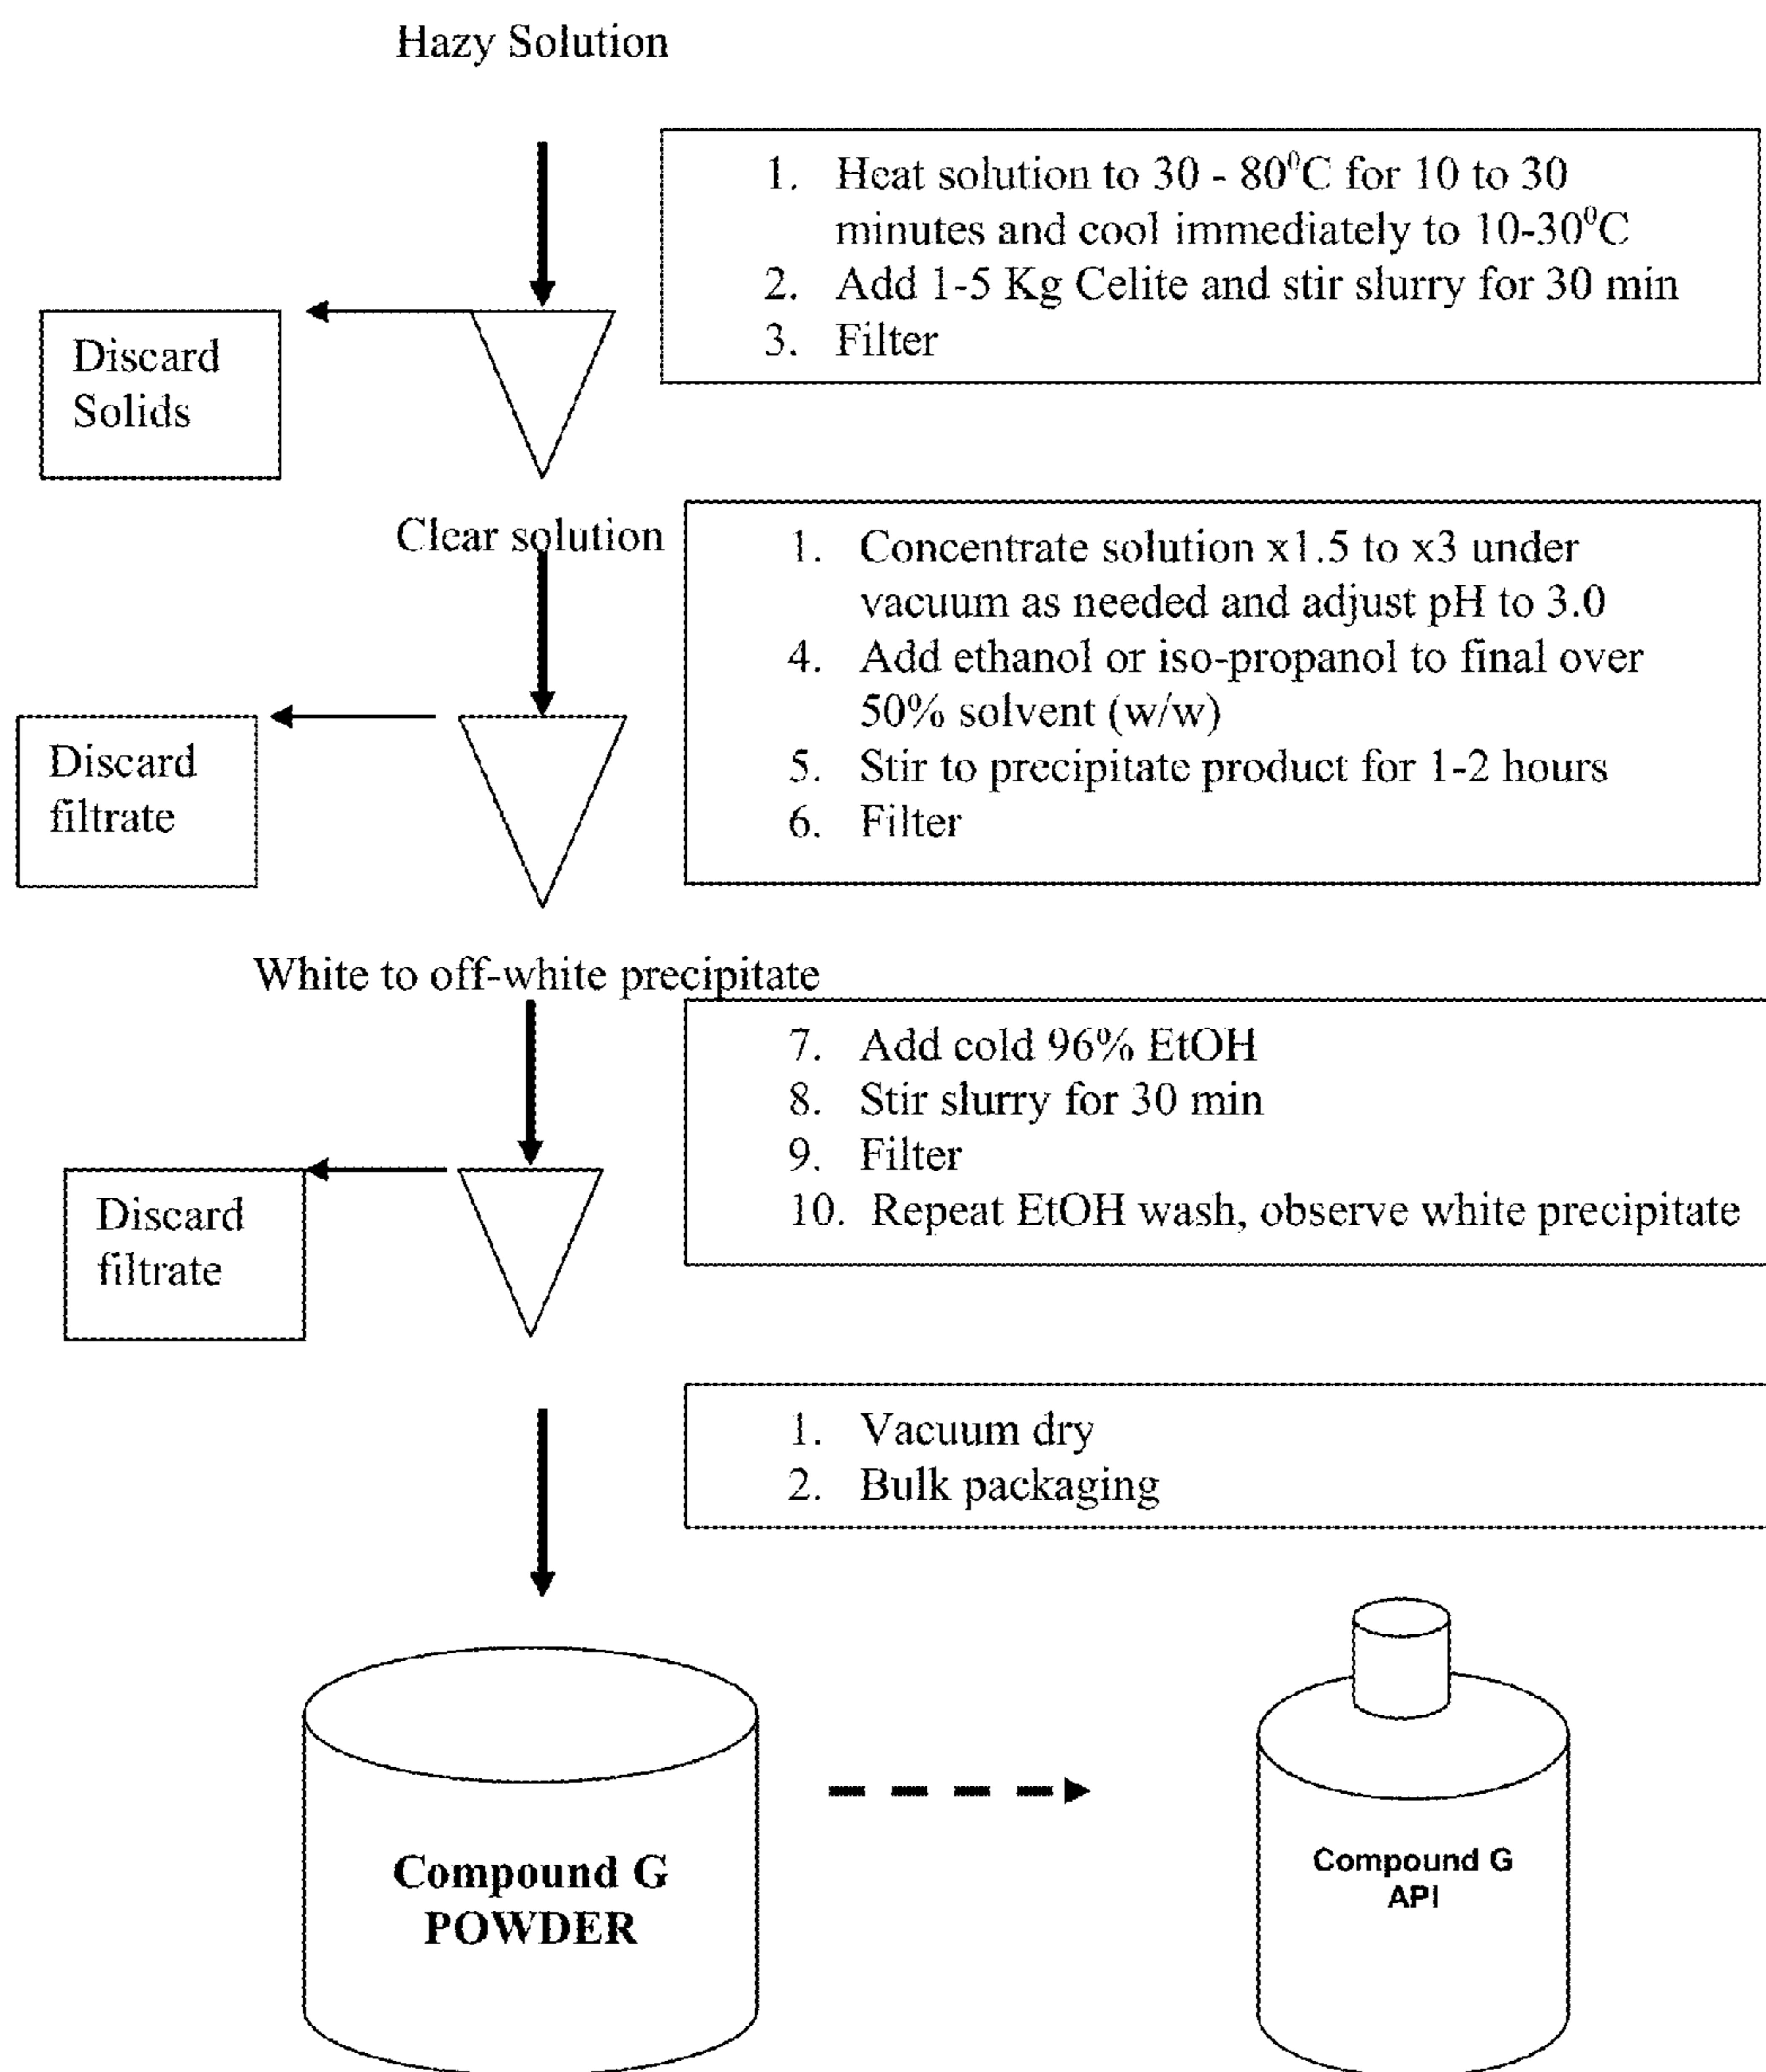 Hazy Solution
1. Heat solution to 30 - 80⁰C for 10 to 30
minutes and cool immediately to 10-30⁰C
2. Add 1-5 Kg Celite and stir slurry for 30 min
3. Filter
Discard
Solids
Clear solution
1. Concentrate solution x1.5 to x3 under
vacuum as needed and adjust pH to 3.0
4. Add ethanol or iso-propanol to final over
50% solvent (w/w)
5. Stir to precipitate product for 1-2 hours
6. Filter
Discard
filtrate
White to off-white precipitate
7. Add cold 96% EtOH
8. Stir slurry for 30 min
9. Filter
10. Repeat EtOH wash, observe white precipitate
Discard
filtrate
1. Vacuum dry
2. Bulk packaging
Compound G
POWDER
Compound G
API